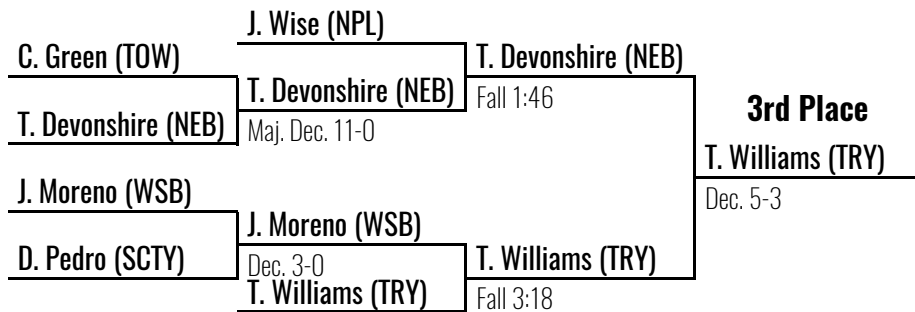 J. Wise (NPL)
C. Green (TOW)
T. Devonshire (NEB)
T. Devonshire (NEB)
Fall 1:46
T. Devonshire (NEB)
Maj. Dec. 11-0
3rd Place
T. Williams (TRY)
Dec. 5-3
J. Moreno (WSB)
J. Moreno (WSB)
D. Pedro (SCTY)
Dec. 3-0
T. Williams (TRY)
T. Williams (TRY)
Fall 3:18